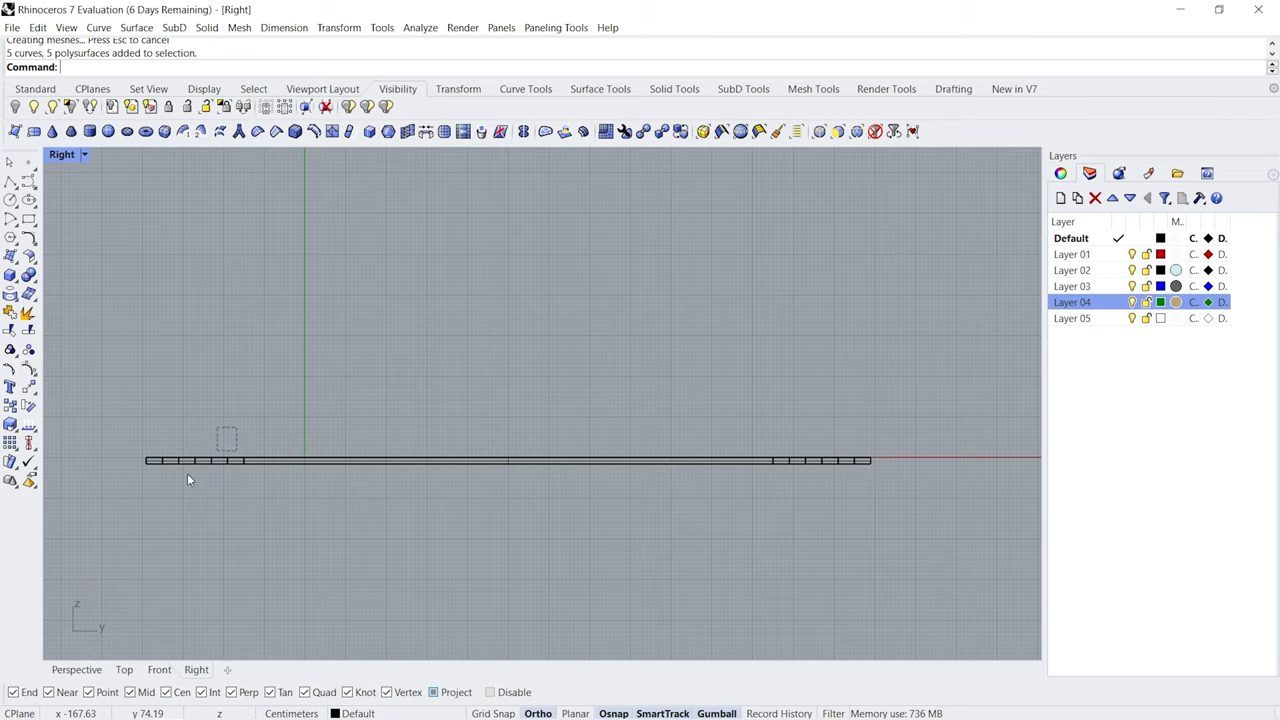 Rhinoceros 7 Evaluation (6 Days Remaining) - [Right]
File Edit View Curve Surface SubD Solid Mesh Dimension Transform Tools Analyze Render Panels Paneling Tools Help
Creating meshes... Press Esc to cancel
5 curves, 5 polysurfaces added to selection.
Command:
Standard CPlanes Set View Display Select Viewport Layout Visibility Transform Curve Tools Surface Tools Solid Tools SubD Tools Mesh Tools Render Tools Drafting New in V7
Right
Layers
Layer M..
Default C. D.
Layer 01 C. D.
Layer 02 C. D.
Layer 03 C. D.
Layer 04 C. D.
Layer 05 C. D.
z
y
Perspective Top Front Right
End Near Point Mid Cen Int Perp Tan Quad Knot Vertex Project Disable
CPlane x -167.63 y 74.19 z Centimeters Default Grid Snap Ortho Planar Osnap SmartTrack Gumball Record History Filter Memory use: 736 MB